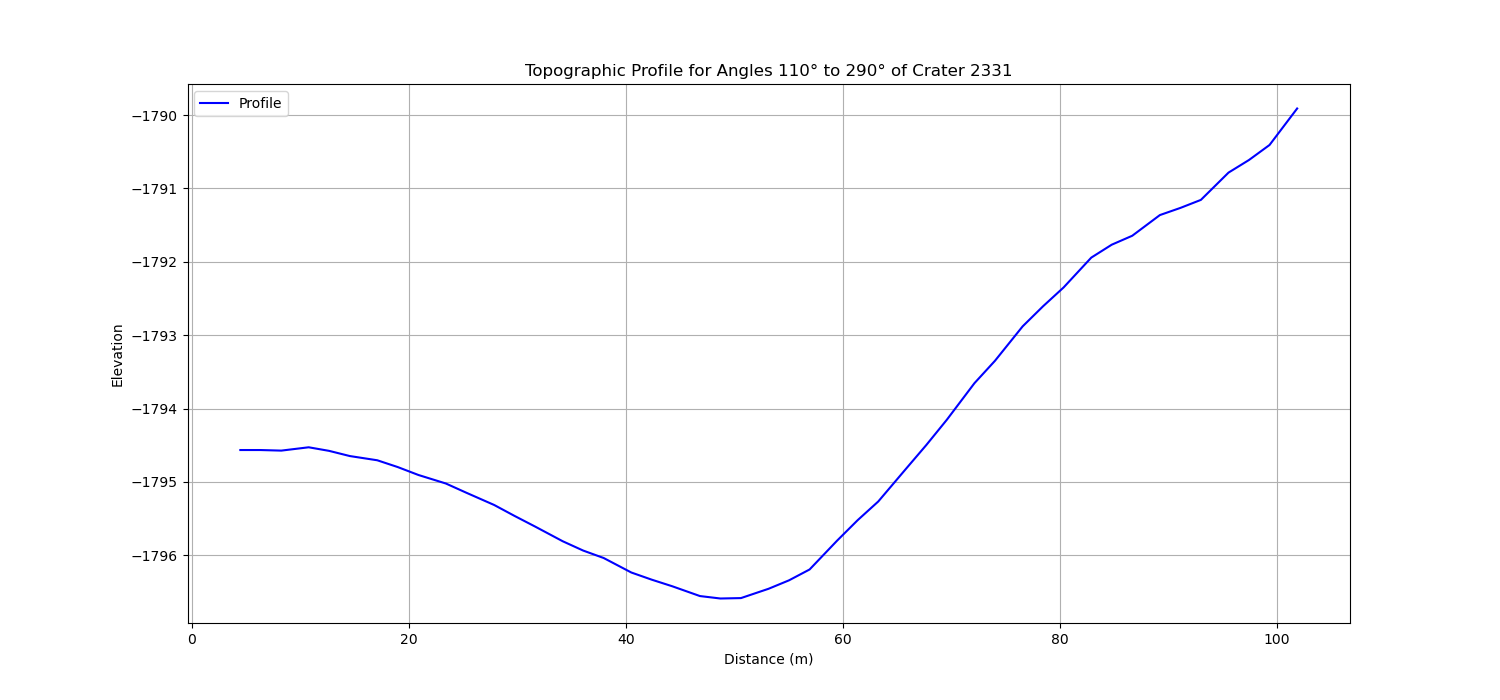 Topographic Profile for Angles 110° to 290° of Crater 2331
Profile
−1790
−1791
−1792
−1793
−1794
−1795
−1796
Elevation
0 20 40 60 80 100
Distance (m)